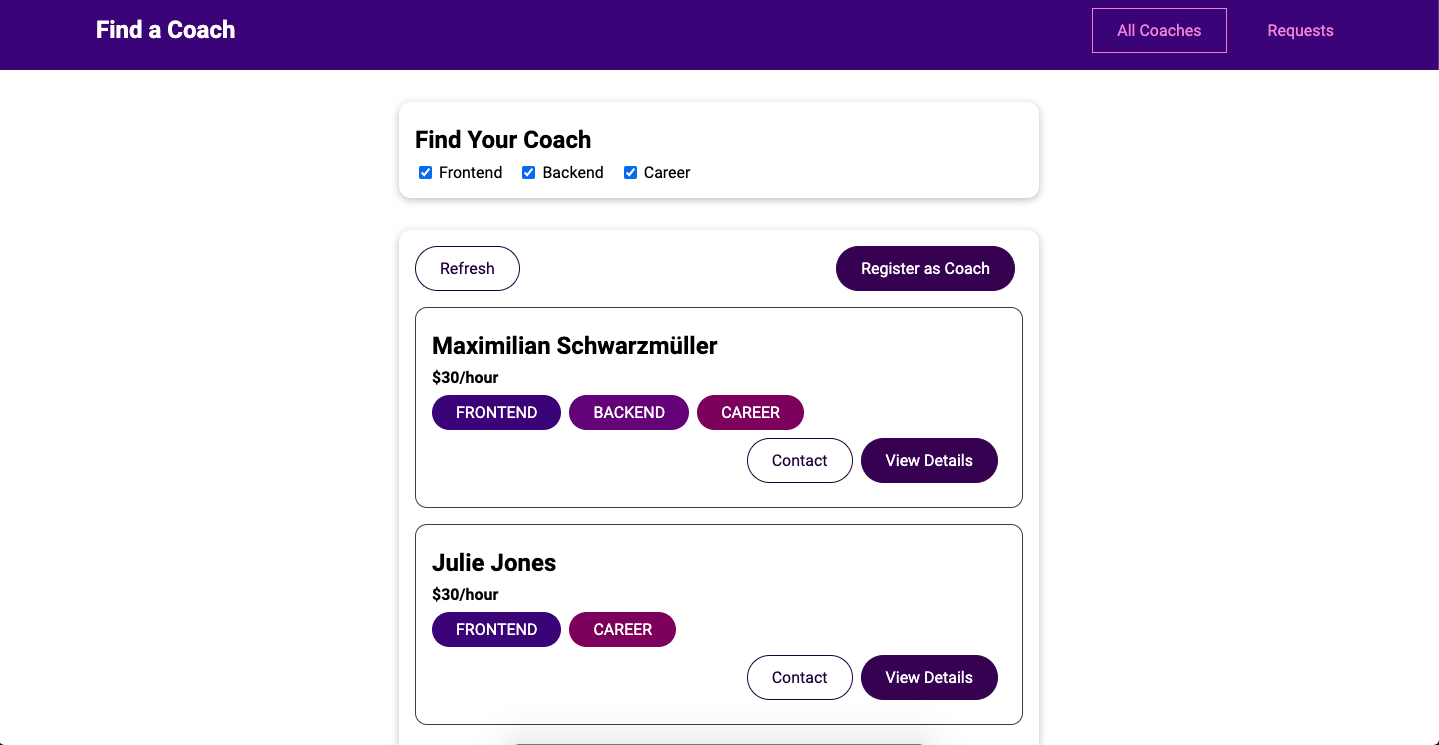 Find a Coach
All Coaches
Requests
Find Your Coach
Frontend Backend Career
Refresh
Register as Coach
Maximilian Schwarzmüller
$30/hour
FRONTEND BACKEND CAREER
Contact View Details
Julie Jones
$30/hour
FRONTEND CAREER
Contact View Details